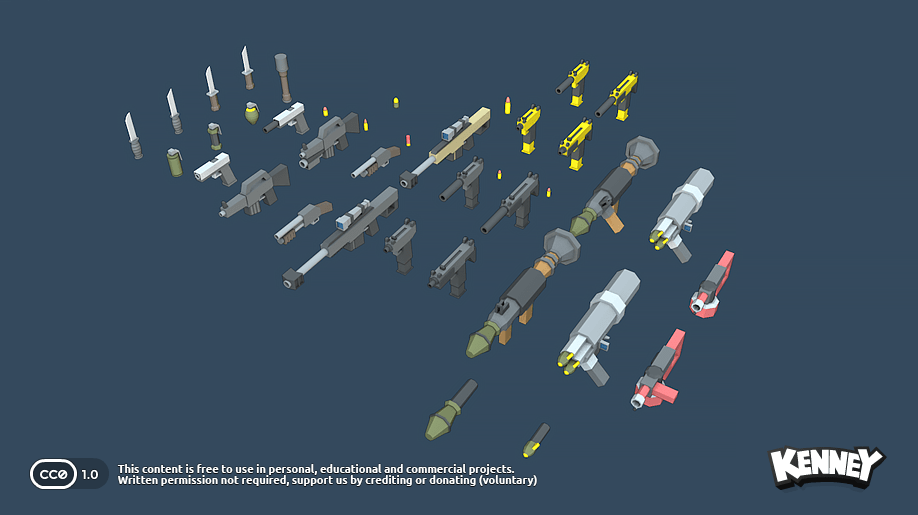 CC0 1.0
This content is free to use in personal, educational and commercial projects.
Written permission not required, support us by crediting or donating (voluntary)
KENNEY